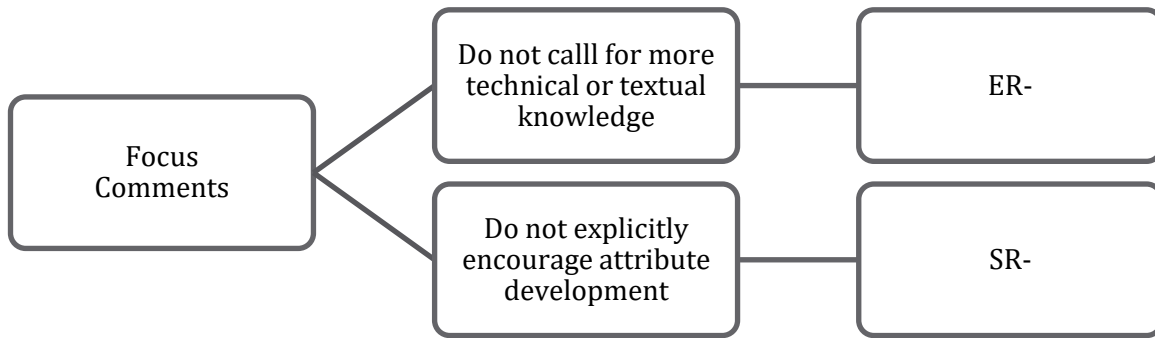 Focus
Comments
Do not calll for more
technical or textual
knowledge
ER-
Do not explicitly
encourage attribute
development
SR-